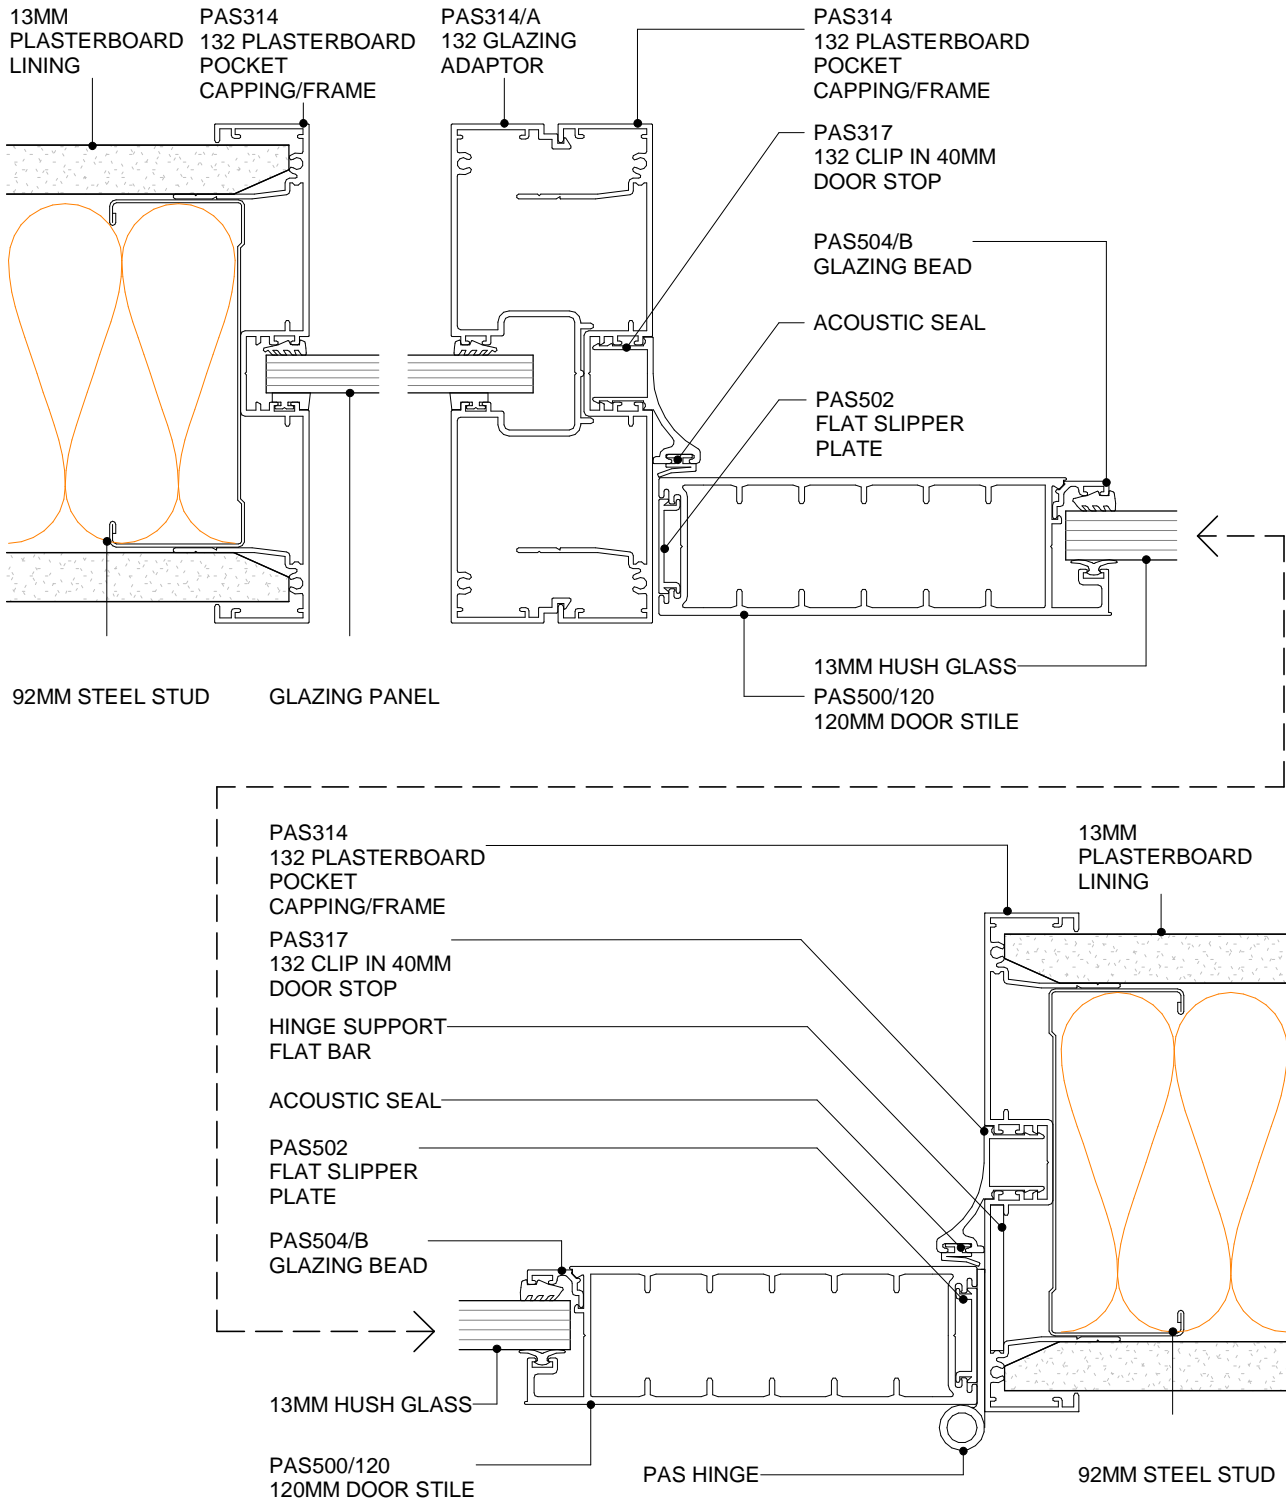 13MM
PLASTERBOARD
LINING
PAS314
132 PLASTERBOARD
POCKET
CAPPING/FRAME
PAS314/A
132 GLAZING
ADAPTOR
PAS314
132 PLASTERBOARD
POCKET
CAPPING/FRAME
PAS317
132 CLIP IN 40MM
DOOR STOP
PAS504/B
GLAZING BEAD
ACOUSTIC SEAL
PAS502
FLAT SLIPPER
PLATE
13MM HUSH GLASS
PAS500/120
120MM DOOR STILE
92MM STEEL STUD
GLAZING PANEL
PAS314
132 PLASTERBOARD
POCKET
CAPPING/FRAME
13MM
PLASTERBOARD
LINING
PAS317
132 CLIP IN 40MM
DOOR STOP
HINGE SUPPORT
FLAT BAR
ACOUSTIC SEAL
PAS502
FLAT SLIPPER
PLATE
PAS504/B
GLAZING BEAD
13MM HUSH GLASS
PAS500/120
120MM DOOR STILE
PAS HINGE
92MM STEEL STUD